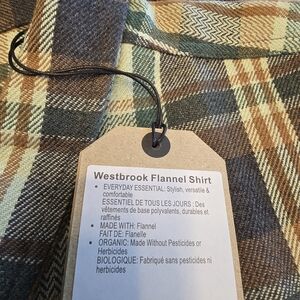 Westbrook Flannel Shirt
• EVERYDAY ESSENTIAL: Stylish, versatile &
comfortable
ESSENTIEL DE TOUS LES JOURS : Des
vêtements de base polyvalents, durables et
raffinés
• MADE WITH: Flannel
FAIT DE: Flanelle
• ORGANIC: Made Without Pesticides or
Herbicides
BIOLOGIQUE: Fabriqué sans pesticides ni
herbicides